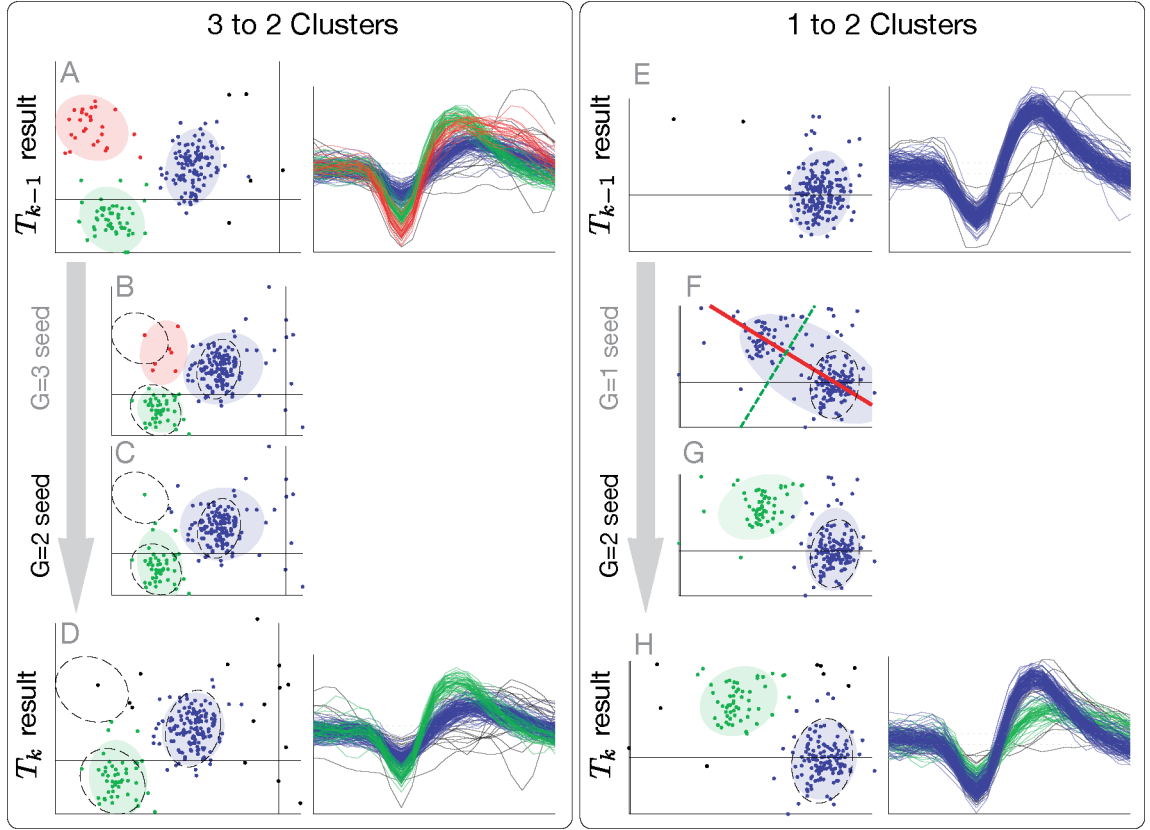 3 to 2 Clusters
A
T_{k-1} result
B
G=3 seed
C
G=2 seed
D
T_k result
1 to 2 Clusters
E
T_{k-1} result
F
G=1 seed
G
G=2 seed
H
T_k result